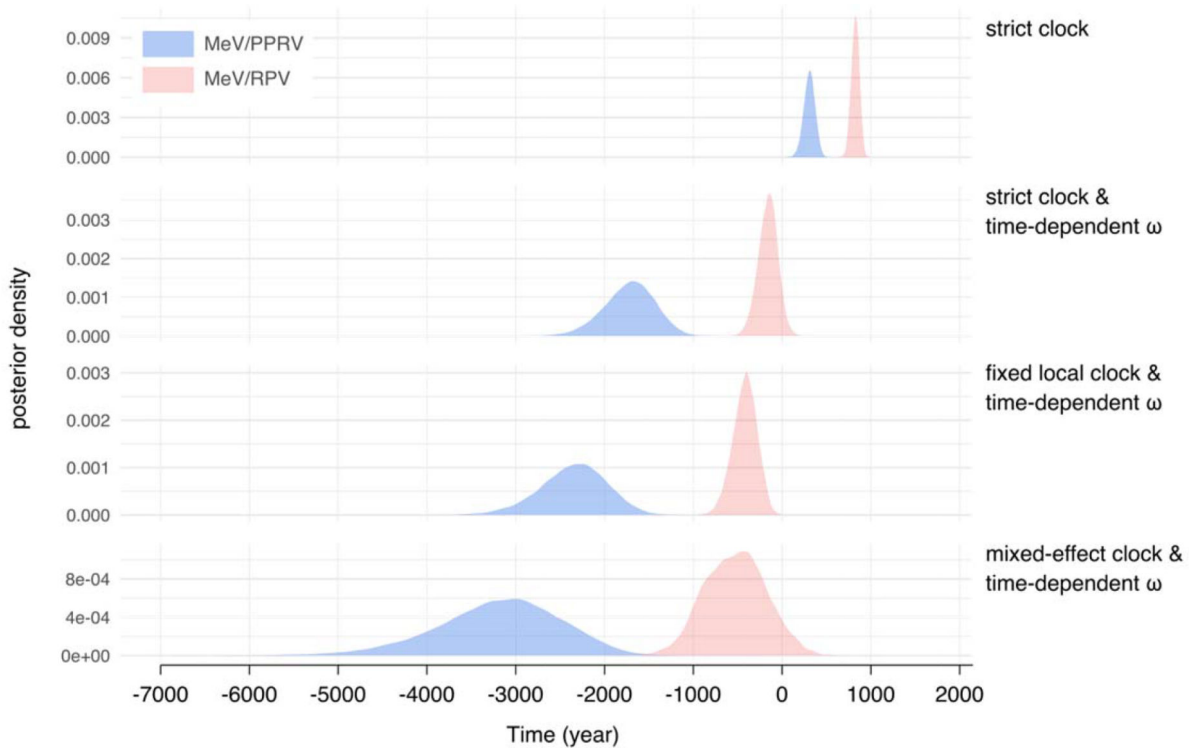 strict clock
0.009
0.006
0.003
0.000
MeV/PPRV
MeV/RPV
strict clock &
time-dependent ω
0.003
0.002
0.001
0.000
posterior density
fixed local clock &
time-dependent ω
0.003
0.002
0.001
0.000
mixed-effect clock &
time-dependent ω
8e-04
4e-04
0e+00
-7000 -6000 -5000 -4000 -3000 -2000 -1000 0 1000 2000
Time (year)